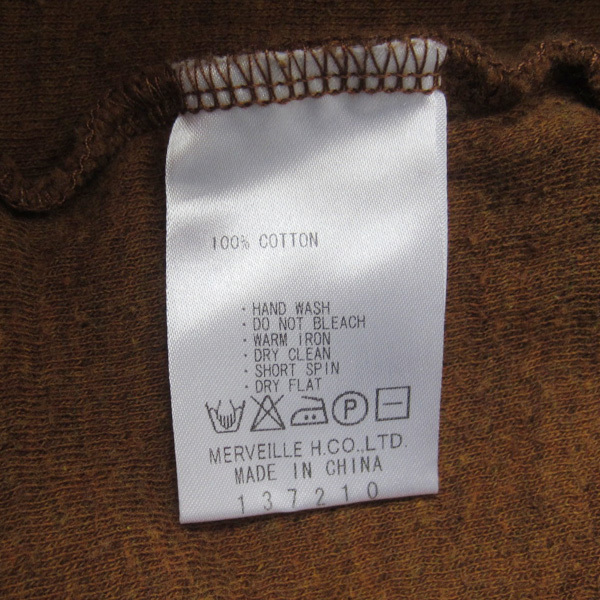 100% COTTON
・HAND WASH
・DO NOT BLEACH
・WARM IRON
・DRY CLEAN
・SHORT SPIN
・DRY FLAT
P
MERVEILLE H.CO.,LTD.
MADE IN CHINA
137210